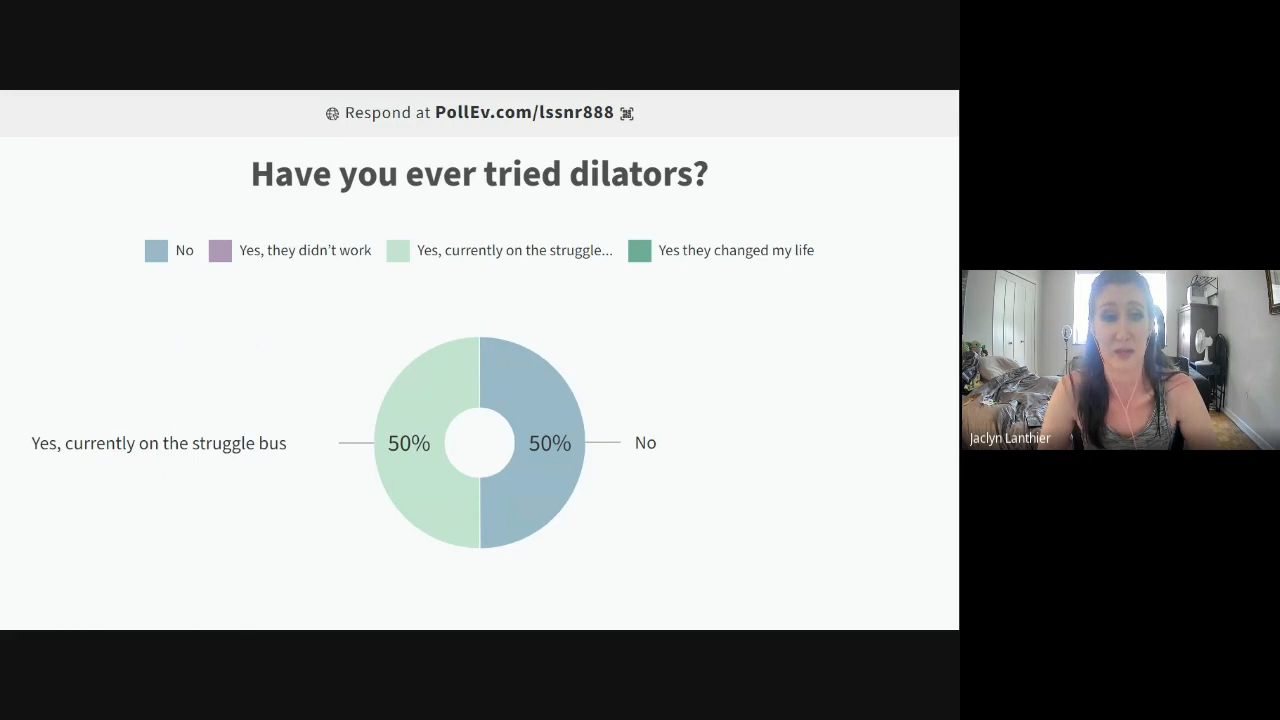 Respond at PollEv.com/lssnr888
Have you ever tried dilators?
No
Yes, they didn’t work
Yes, currently on the struggle...
Yes they changed my life
Yes, currently on the struggle bus
50%
50%
No
Jaclyn Lanthier